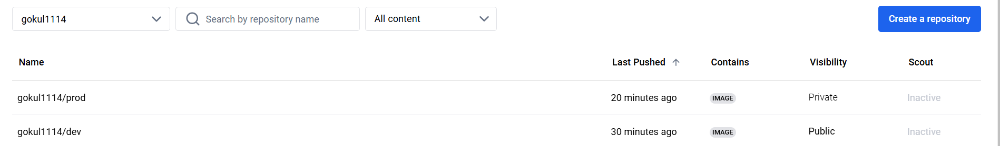 gokul1114 Search by repository name All content Create a repository
Name Last Pushed Contains Visibility Scout
gokul1114/prod 20 minutes ago IMAGE Private Inactive
gokul1114/dev 30 minutes ago IMAGE Public Inactive